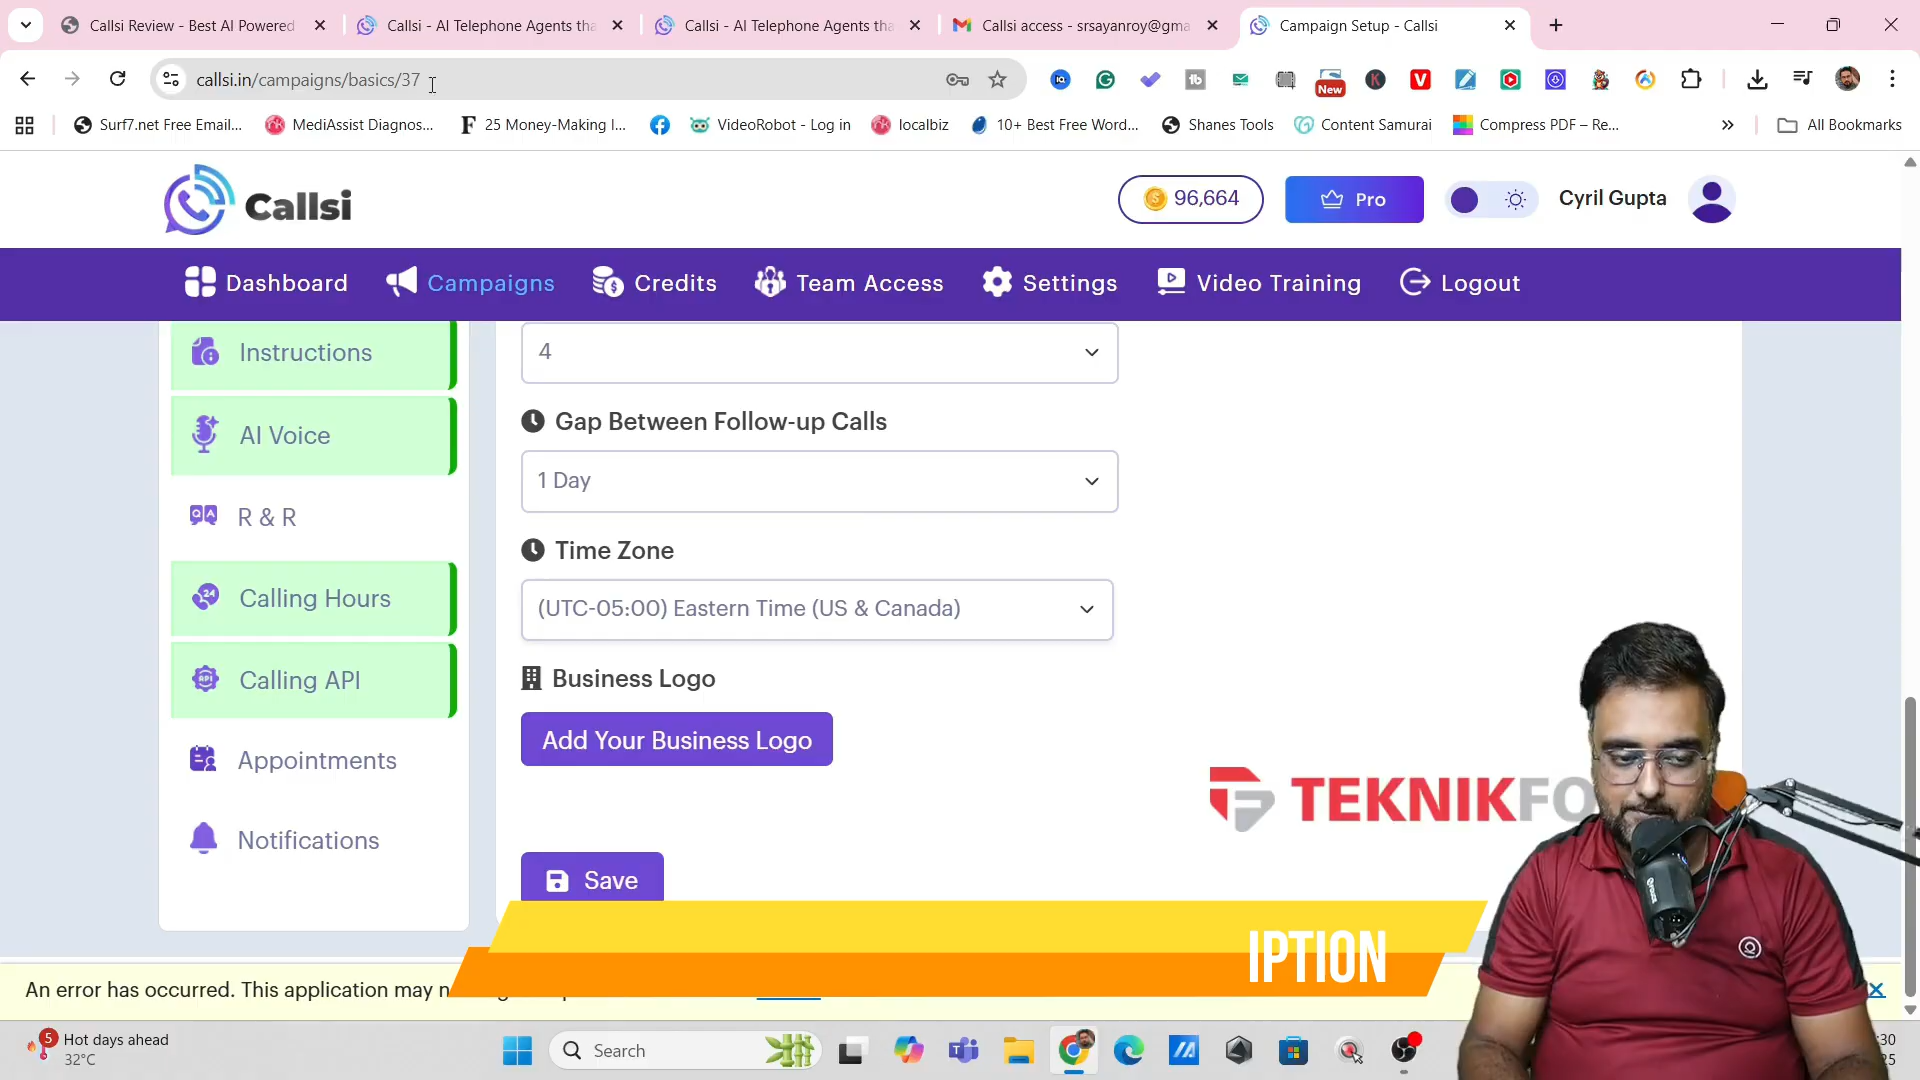 Callsi Review - Best AI Powered
Callsi - AI Telephone Agents tha
Callsi - AI Telephone Agents tha
Callsi access - srsayanroy@gma
Campaign Setup - Callsi
callsi.in/campaigns/basics/37
New
Surf7.net Free Email...
MediAssist Diagnos...
25 Money-Making I...
VideoRobot - Log in
localbiz
10+ Best Free Word...
Shanes Tools
Content Samurai
Compress PDF – Re...
All Bookmarks
Callsi
96,664
Pro
Cyril Gupta
Dashboard
Campaigns
Credits
Team Access
Settings
Video Training
Logout
Instructions
AI Voice
R & R
Calling Hours
Calling API
Appointments
Notifications
4
Gap Between Follow-up Calls
1 Day
Time Zone
(UTC-05:00) Eastern Time (US & Canada)
Business Logo
Add Your Business Logo
Save
TEKNIKFO
IPTION
An error has occurred. This application may n
5
Hot days ahead
32°C
Search
:30
25